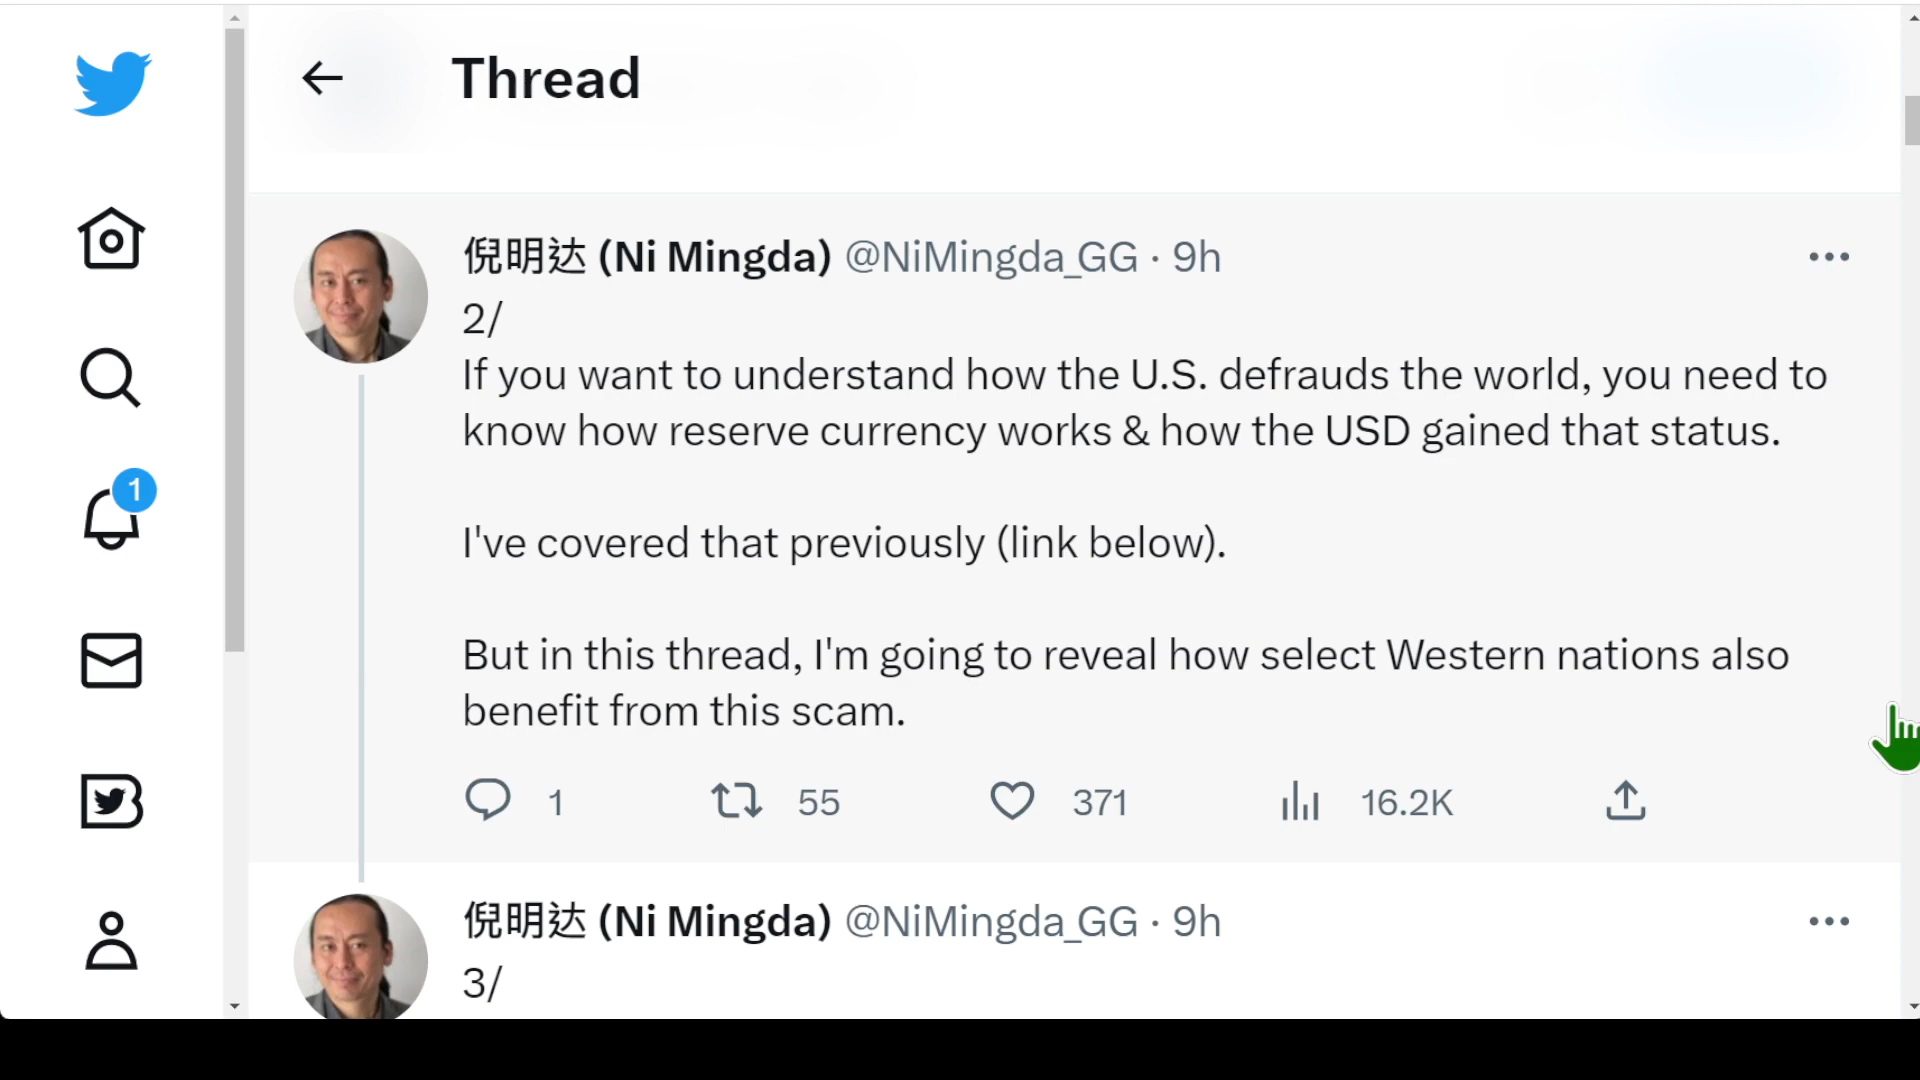 Thread
倪明达 (Ni Mingda) @NiMingda_GG · 9h
2/
If you want to understand how the U.S. defrauds the world, you need to
know how reserve currency works & how the USD gained that status.
I've covered that previously (link below).
But in this thread, I'm going to reveal how select Western nations also
benefit from this scam.
1 55 371 16.2K
倪明达 (Ni Mingda) @NiMingda_GG · 9h
3/
1